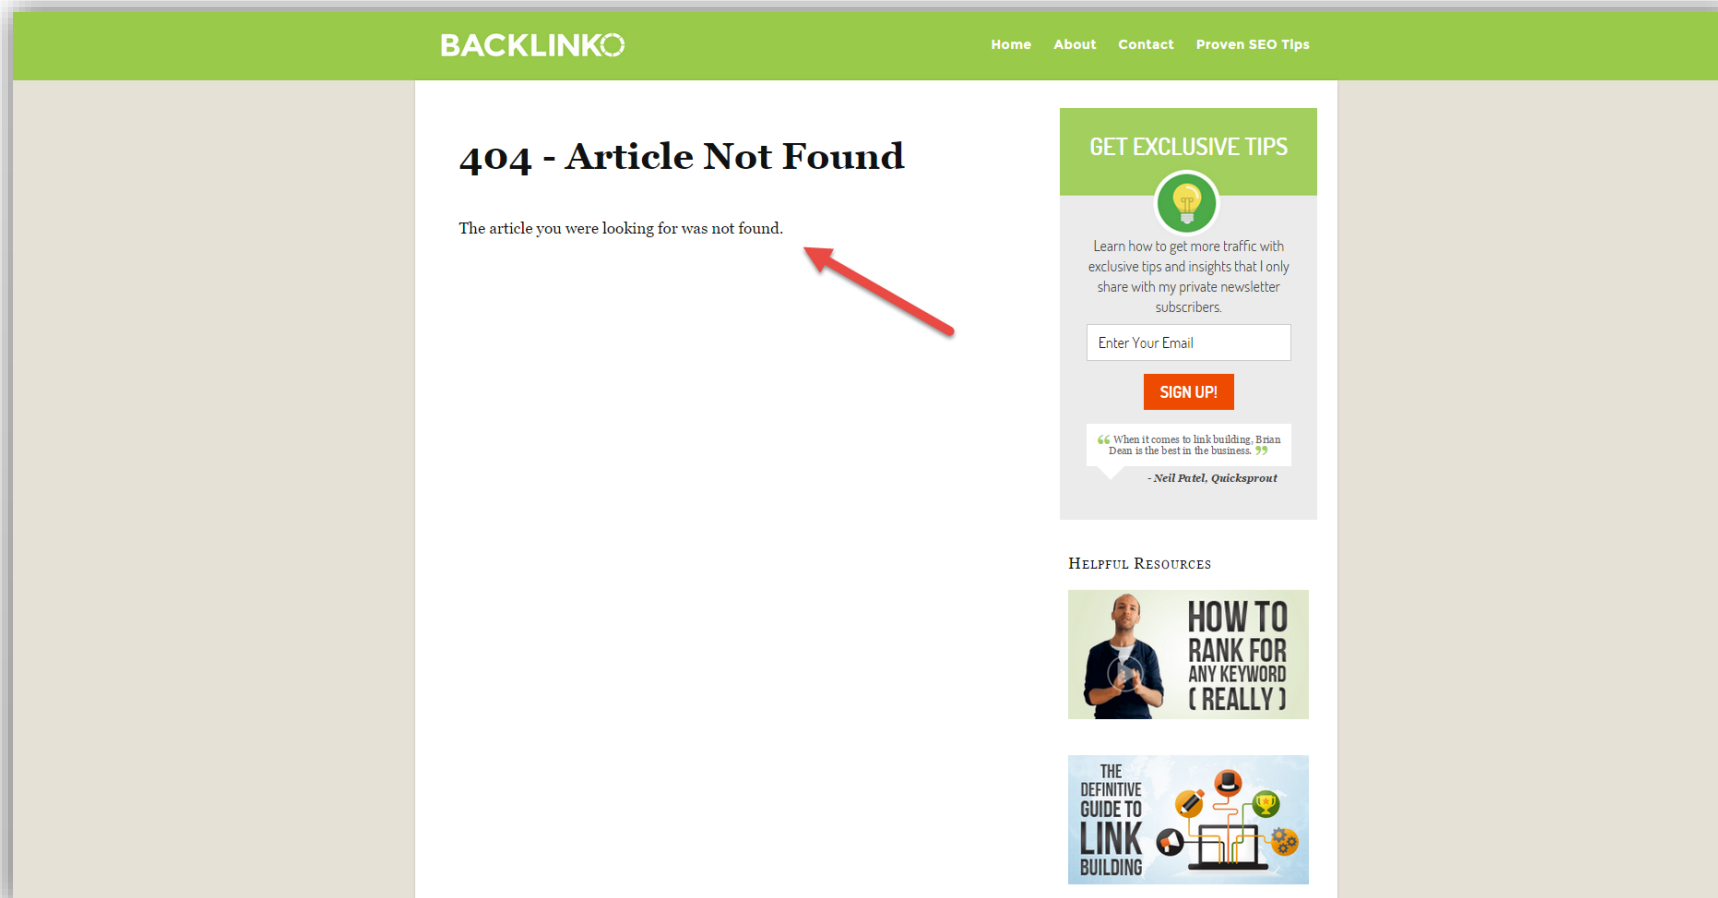 BACKLINKO
Home About Contact Proven SEO Tips
404 - Article Not Found
The article you were looking for was not found.
GET EXCLUSIVE TIPS
Learn how to get more traffic with
exclusive tips and insights that I only
share with my private newsletter
subscribers.
Enter Your Email
SIGN UP!
“ When it comes to link building, Brian
Dean is the best in the business. ”
- Neil Patel, Quicksprout
Helpful Resources
HOW TO
RANK FOR
ANY KEYWORD
( REALLY )
THE
DEFINITIVE
GUIDE TO
LINK
BUILDING